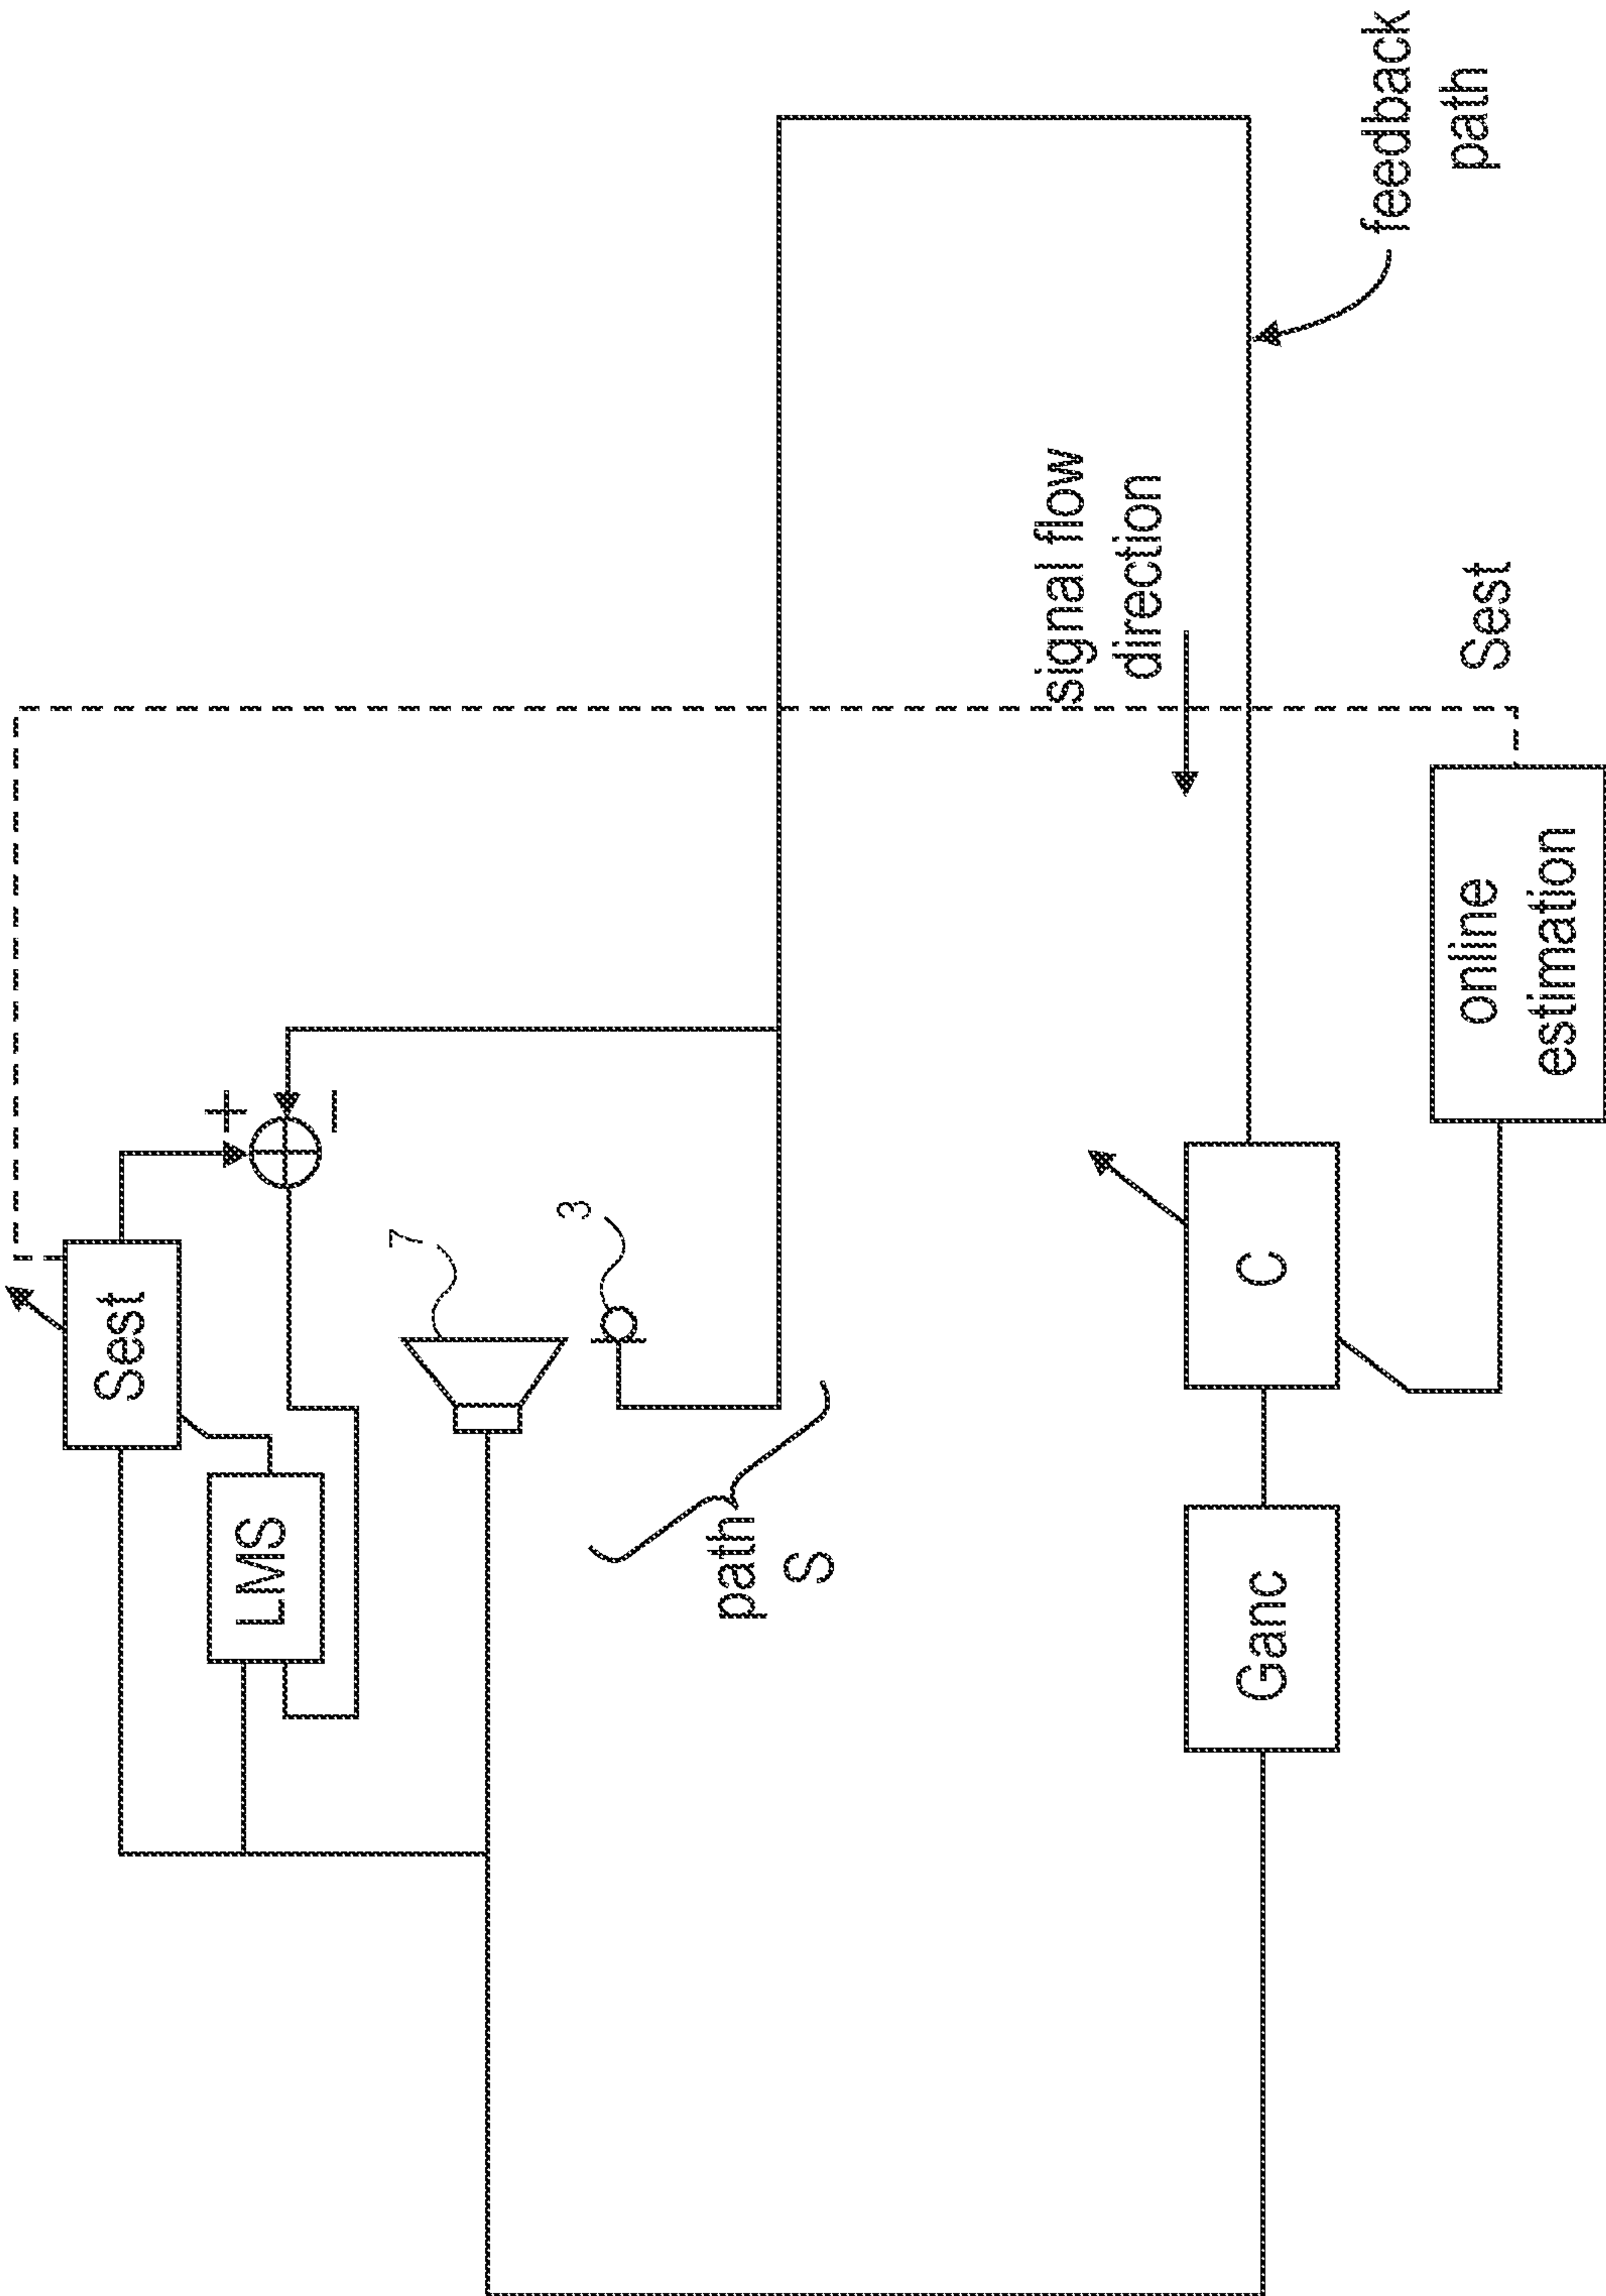 Sest
+
−
LMS
7
3
path
S
signal flow
direction
feedback
path
Ganc
C
online
estimation
Sest